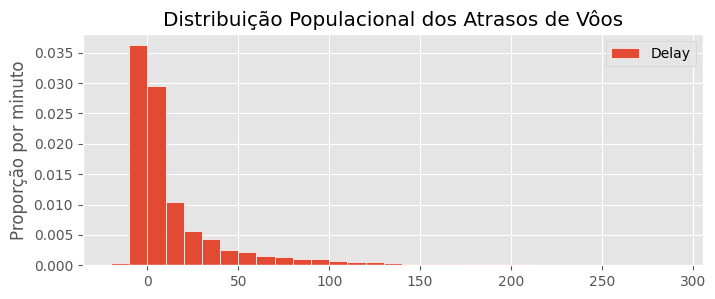 Distribuição Populacional dos Atrasos de Vôos
Delay
Proporção por minuto
0.035
0.030
0.025
0.020
0.015
0.010
0.005
0.000
0 50 100 150 200 250 300